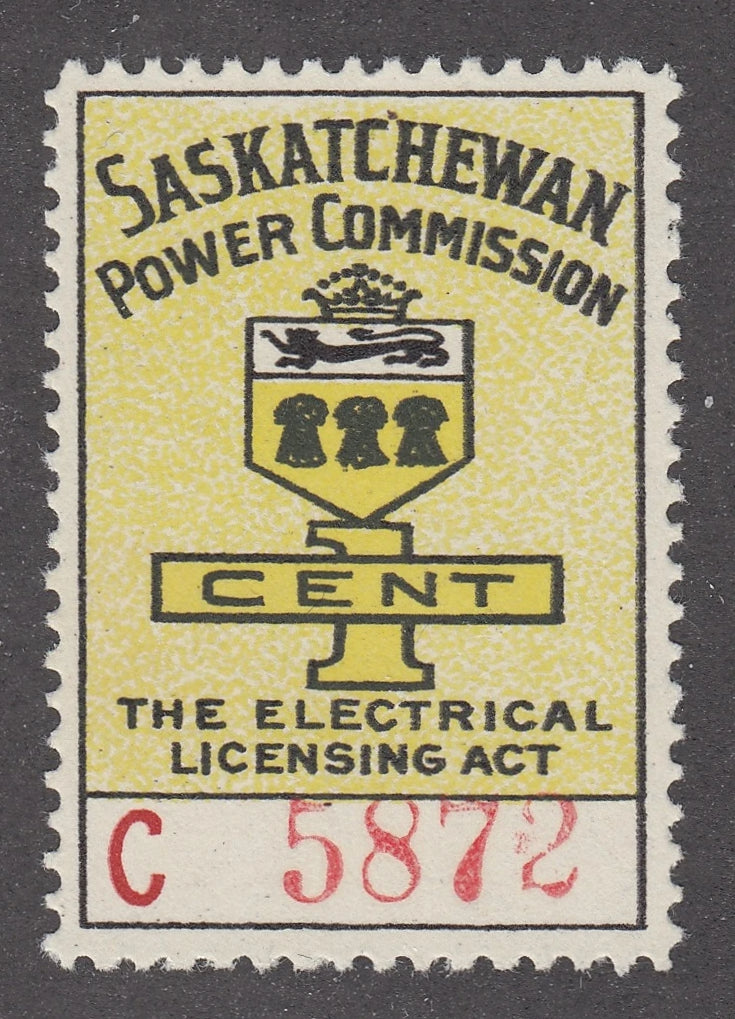 SASKATCHEWAN
POWER COMMISSION
1
CENT
THE ELECTRICAL
LICENSING ACT
C 5872